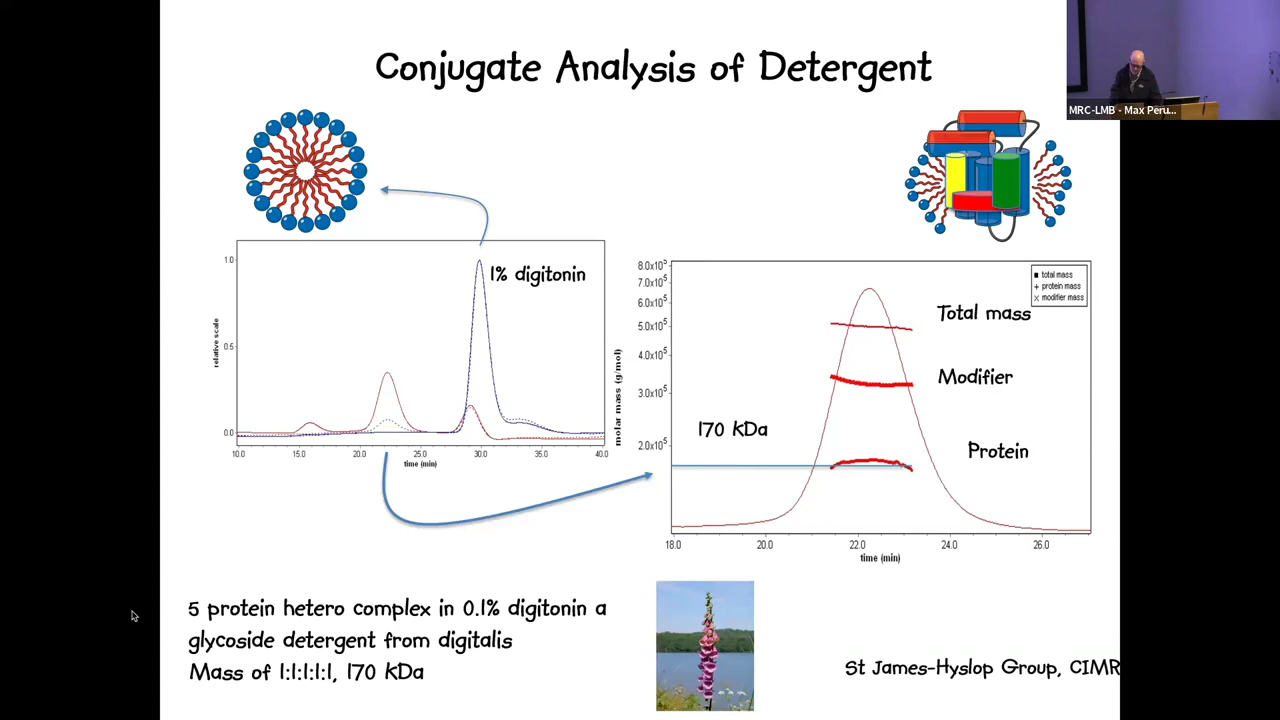 Conjugate Analysis of Detergent
MRC-LMB - Max Peru...
1% digitonin
relative scale
1.0
0.5
0.0
10.0 15.0 20.0 25.0 30.0 35.0 40.0
time (min)
molar mass (g/mol)
8.0x10⁵
7.0x10⁵
6.0x10⁵
5.0x10⁵
4.0x10⁵
3.0x10⁵
2.0x10⁵
total mass
protein mass
modifier mass
Total mass
Modifier
170 KDa
Protein
18.0 20.0 22.0 24.0 26.0
time (min)
5 protein hetero complex in 0.1% digitonin a
glycoside detergent from digitalis
Mass of 1:1:1:1:1, 170 KDa
St James-Hyslop Group, CIMR